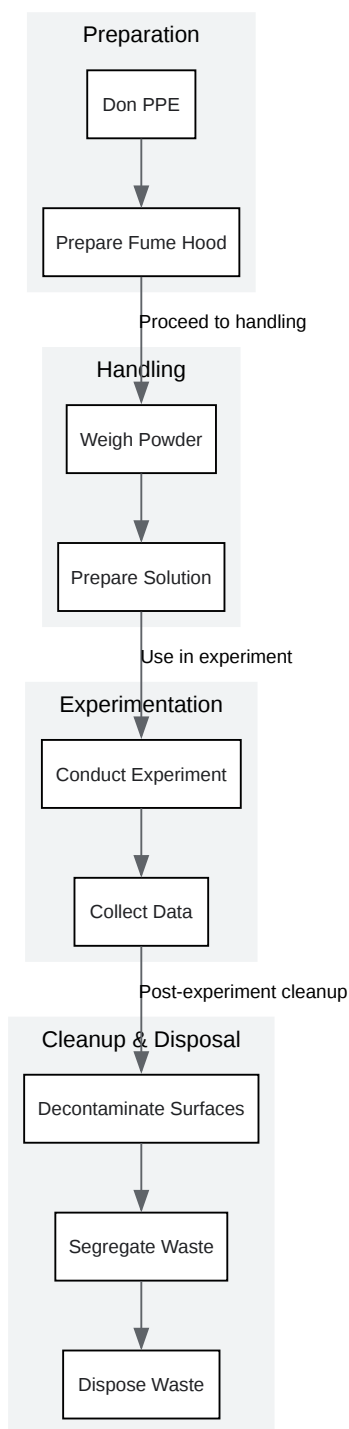 Preparation
Don PPE
Prepare Fume Hood
Proceed to handling
Handling
Weigh Powder
Prepare Solution
Use in experiment
Experimentation
Conduct Experiment
Collect Data
Post-experiment cleanup
Cleanup & Disposal
Decontaminate Surfaces
Segregate Waste
Dispose Waste